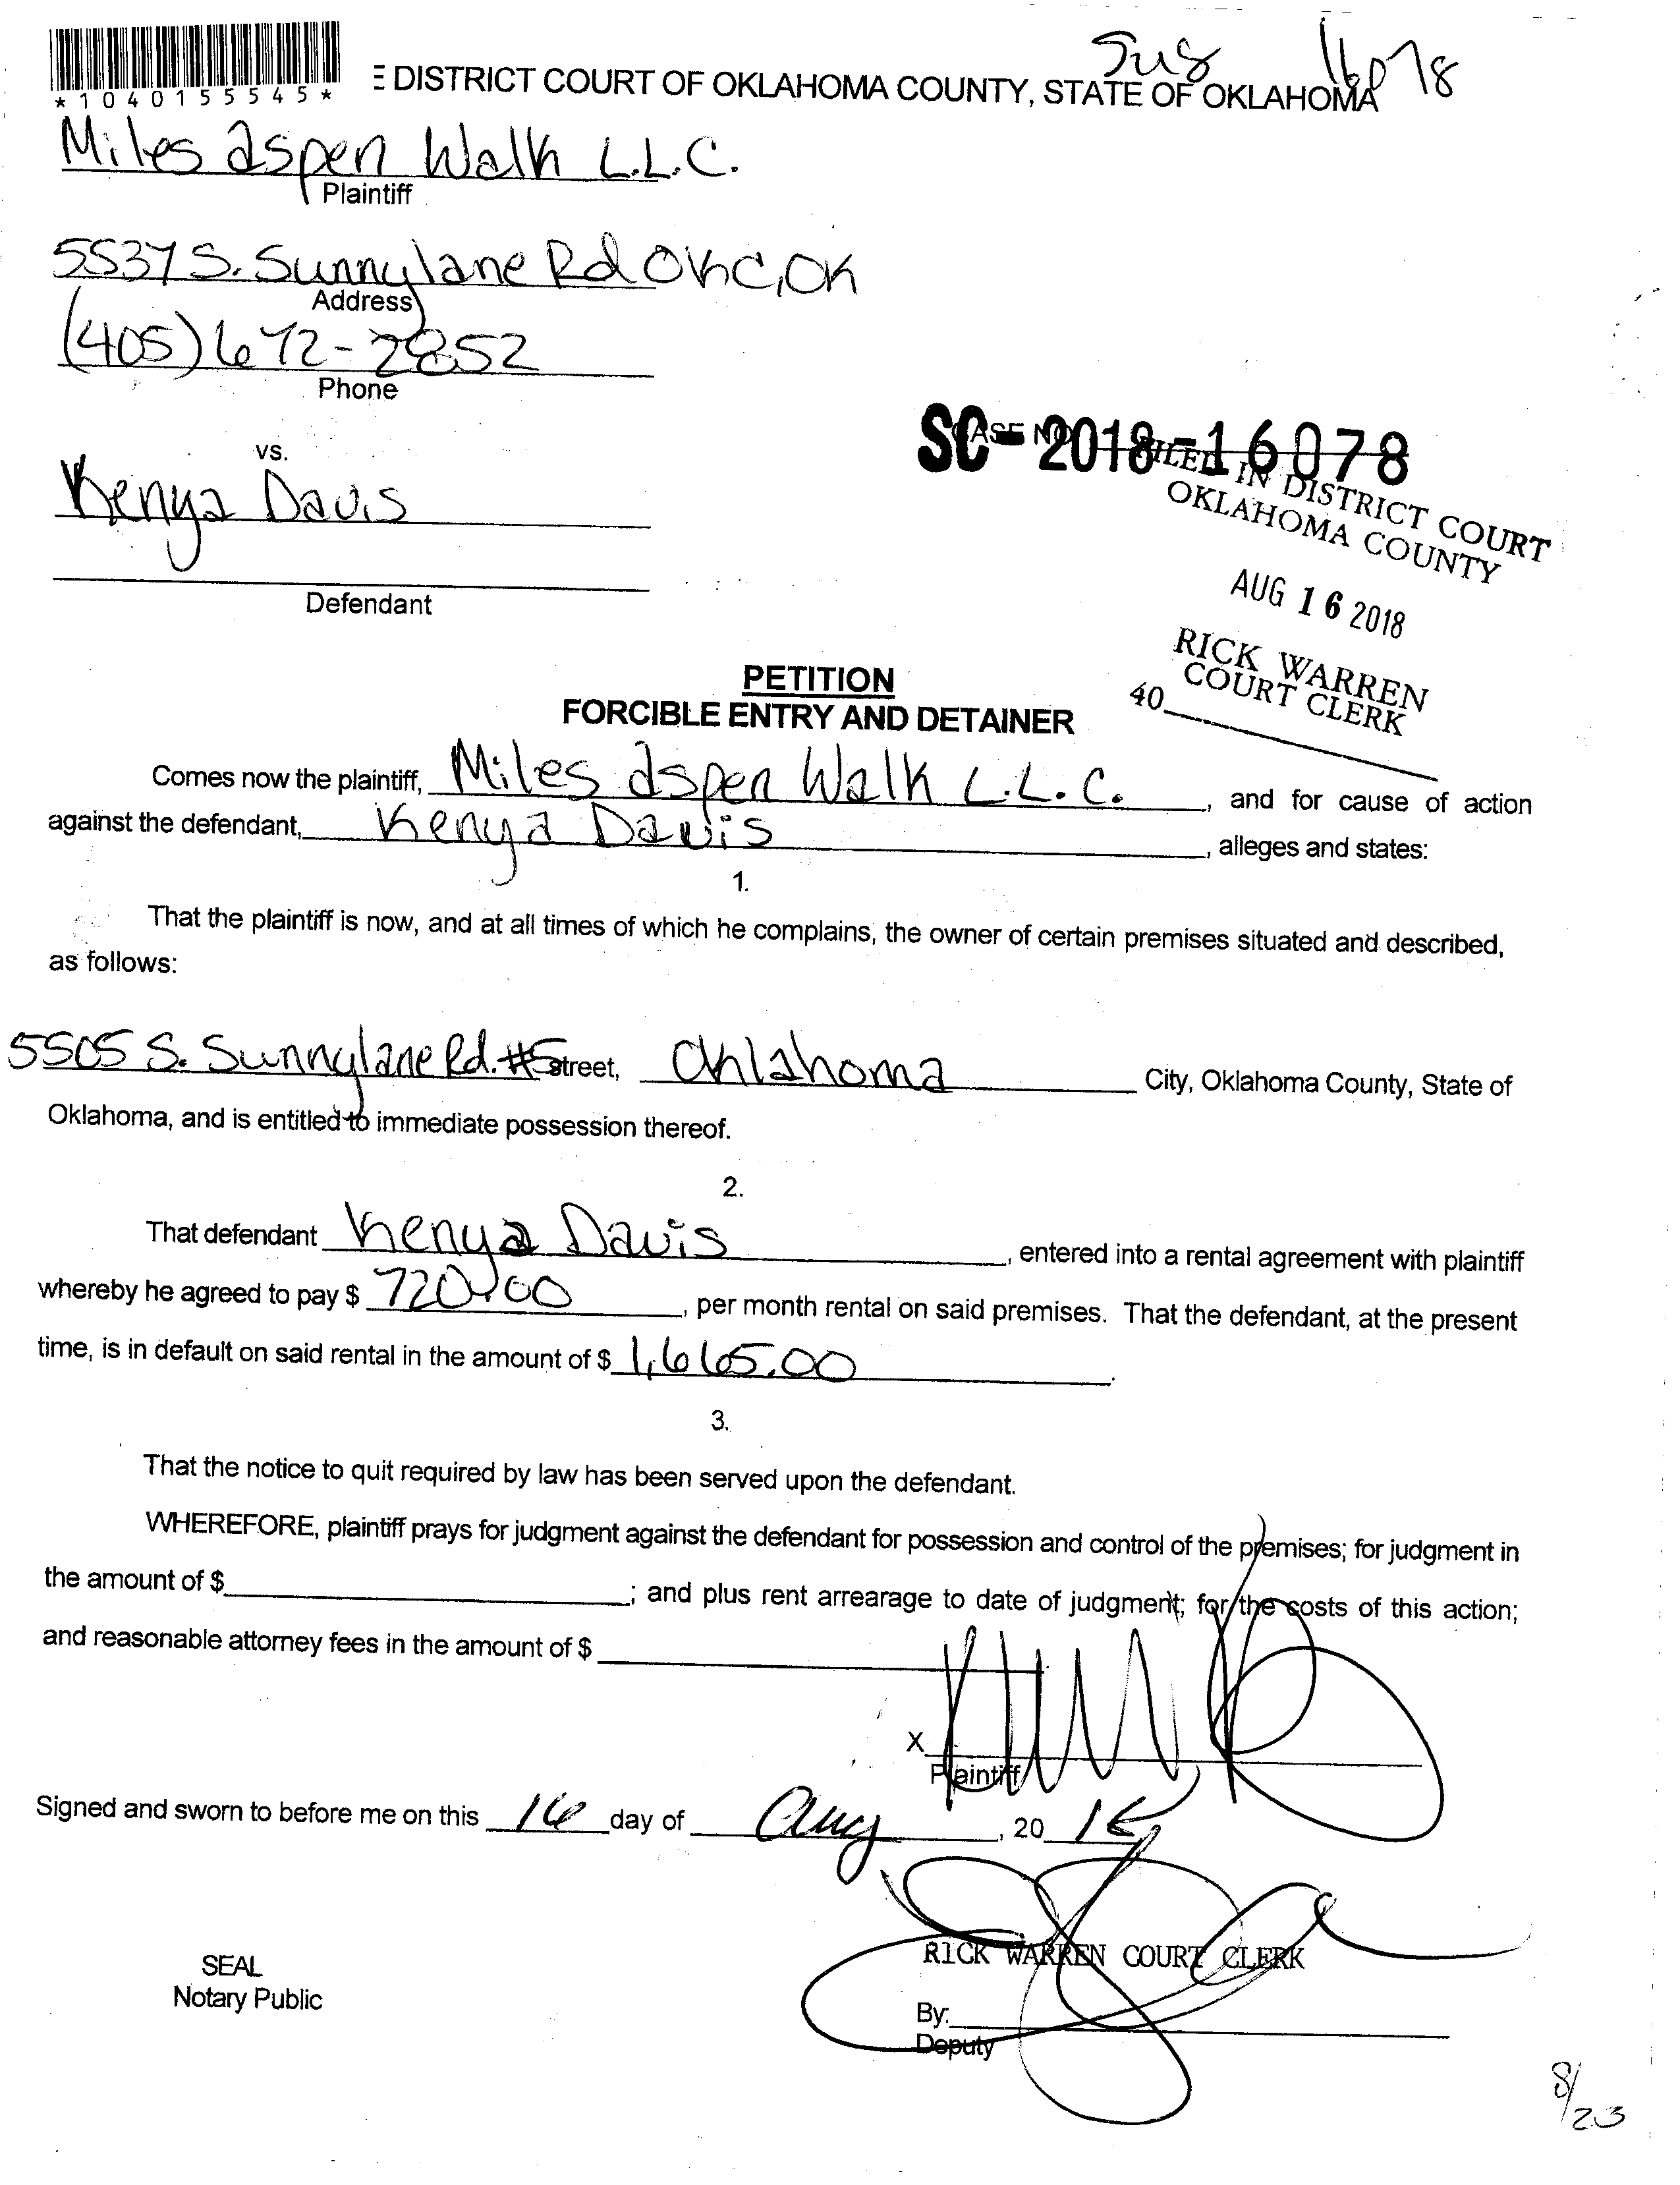 *1040155545*
E DISTRICT COURT OF OKLAHOMA COUNTY, STATE OF OKLAHOMA
16078
Miles Aspen Walk L.L.C.
Plaintiff
5537 S. Sunnylane Rd OKC, OK
Address
(405) 672-2852
Phone
SC-2018-16078
CASE NO
vs.
FILED IN DISTRICT COURT
OKLAHOMA COUNTY
Kenya Davis
AUG 16 2018
Defendant
RICK WARREN
COURT CLERK
40
PETITION
FORCIBLE ENTRY AND DETAINER
Comes now the plaintiff, Miles Aspen Walk L.L.C., and for cause of action
against the defendant, Kenya Davis, alleges and states:
1.
That the plaintiff is now, and at all times of which he complains, the owner of certain premises situated and described,
as follows:
5505 S. Sunnylane Rd. #5 Street, Oklahoma City, Oklahoma County, State of
Oklahoma, and is entitled to immediate possession thereof.
2.
That defendant Kenya Davis, entered into a rental agreement with plaintiff
whereby he agreed to pay $ 720.00, per month rental on said premises. That the defendant, at the present
time, is in default on said rental in the amount of $ 1,665.00.
3.
That the notice to quit required by law has been served upon the defendant.
WHEREFORE, plaintiff prays for judgment against the defendant for possession and control of the premises; for judgment in
the amount of $ ; and plus rent arrearage to date of judgment; for the costs of this action;
and reasonable attorney fees in the amount of $
X
Plaintiff
Signed and sworn to before me on this 16 day of Aug, 20
RICK WARREN COURT CLERK
SEAL
Notary Public
By:
Deputy
8/23